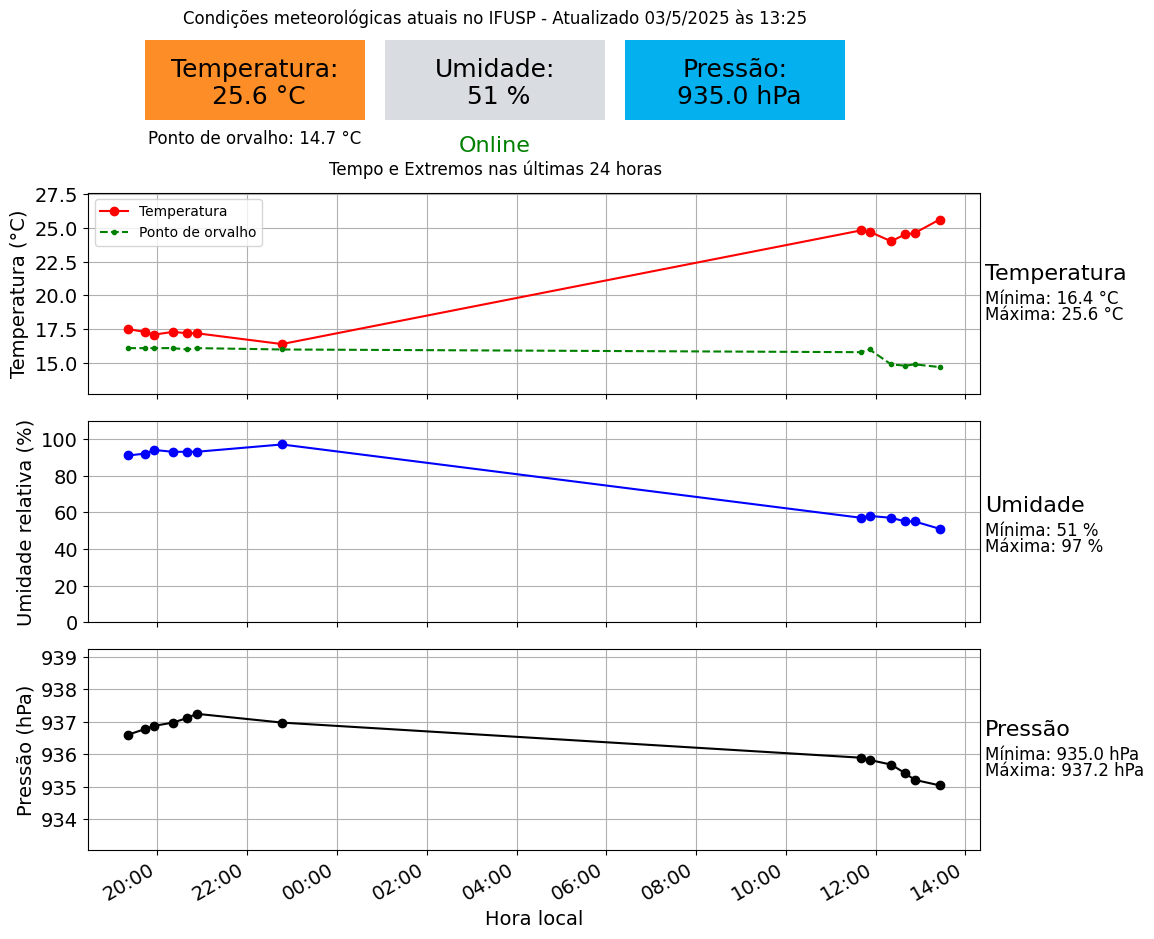 Condições meteorológicas atuais no IFUSP - Atualizado 03/5/2025 às 13:25
Temperatura:
25.6 °C
Umidade:
51 %
Pressão:
935.0 hPa
Ponto de orvalho: 14.7 °C
Online
Tempo e Extremos nas últimas 24 horas
Temperatura (°C)
27.5
25.0
22.5
20.0
17.5
15.0
Temperatura
Ponto de orvalho
Temperatura
Mínima: 16.4 °C
Máxima: 25.6 °C
Umidade relativa (%)
100
80
60
40
20
0
Umidade
Mínima: 51 %
Máxima: 97 %
Pressão (hPa)
939
938
937
936
935
934
Pressão
Mínima: 935.0 hPa
Máxima: 937.2 hPa
20:00
22:00
00:00
02:00
04:00
06:00
08:00
10:00
12:00
14:00
Hora local